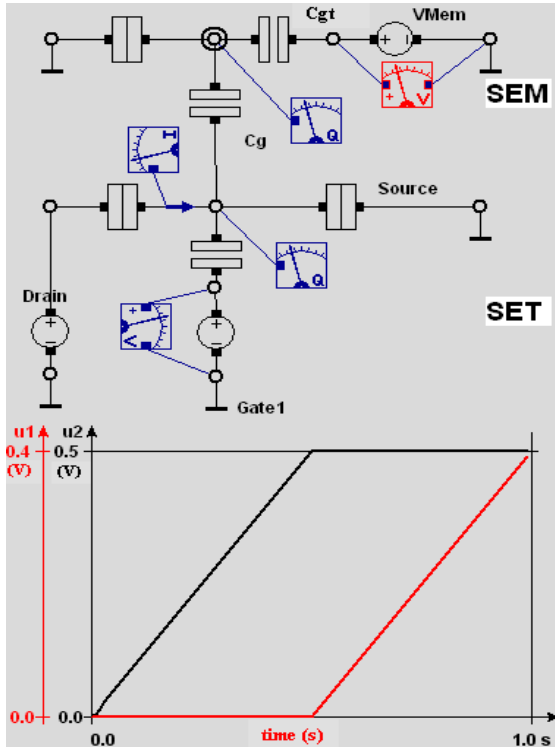 Cgt
VMem
+
-
+
V
SEM
I
Q
Cg
Source
Q
Drain
+
V
SET
+
-
+
-
Gate1
u1
u2
0.4
0.5
(V)
(V)
0.0
0.0
0.0
time (s)
1.0 s